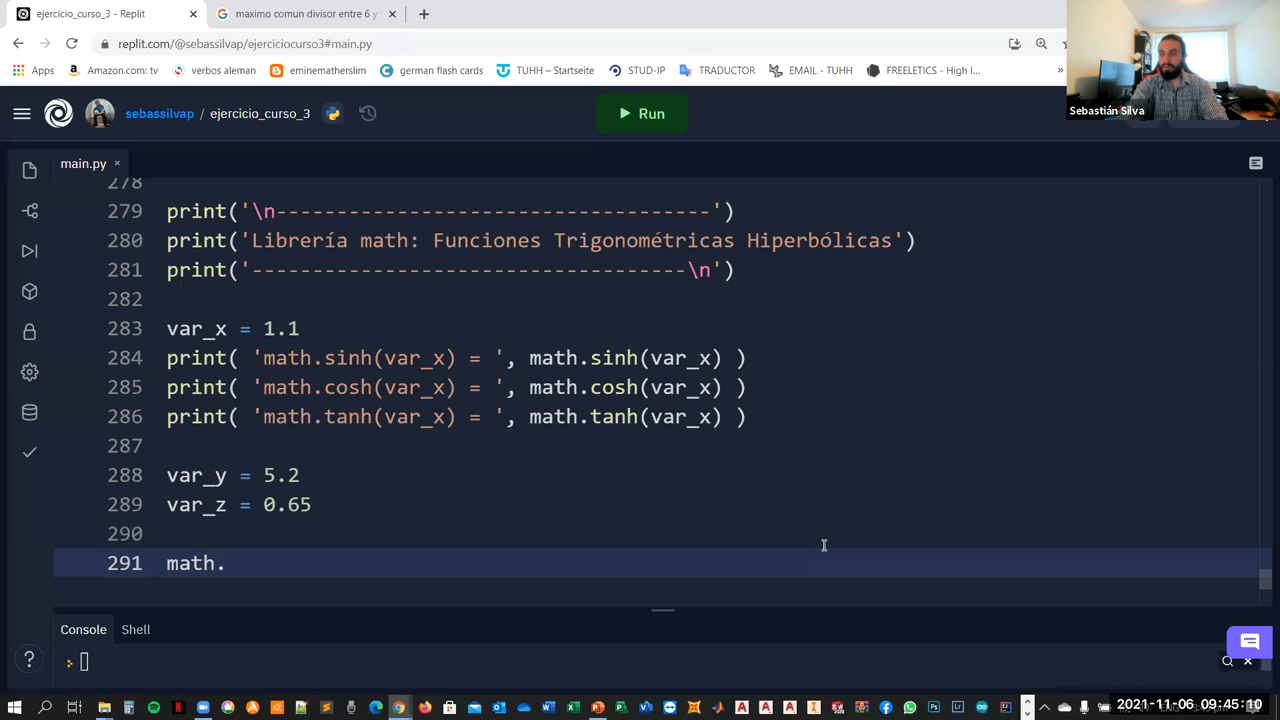 ejercicio_curso_3 - Replit
maximo comun divisor entre 6 y
replit.com/@sebassilvap/ejerciciocurso3#main.py
Apps
Amazon.com: tv
verbos aleman
eminematherslim
german flash cards
TUHH – Startseite
STUD-IP
TRADUCTOR
EMAIL - TUHH
FREELETICS - High I...
»
Sebastián Silva
sebassilvap / ejercicio_curso_3
Run
main.py
278
279 print('\n------------------------------------')
280 print('Librería math: Funciones Trigonométricas Hiperbólicas')
281 print('------------------------------------\n')
282
283 var_x = 1.1
284 print( 'math.sinh(var_x) = ', math.sinh(var_x) )
285 print( 'math.cosh(var_x) = ', math.cosh(var_x) )
286 print( 'math.tanh(var_x) = ', math.tanh(var_x) )
287
288 var_y = 5.2
289 var_z = 0.65
290
291 math.
Console
Shell
2021-11-06 09:45:10